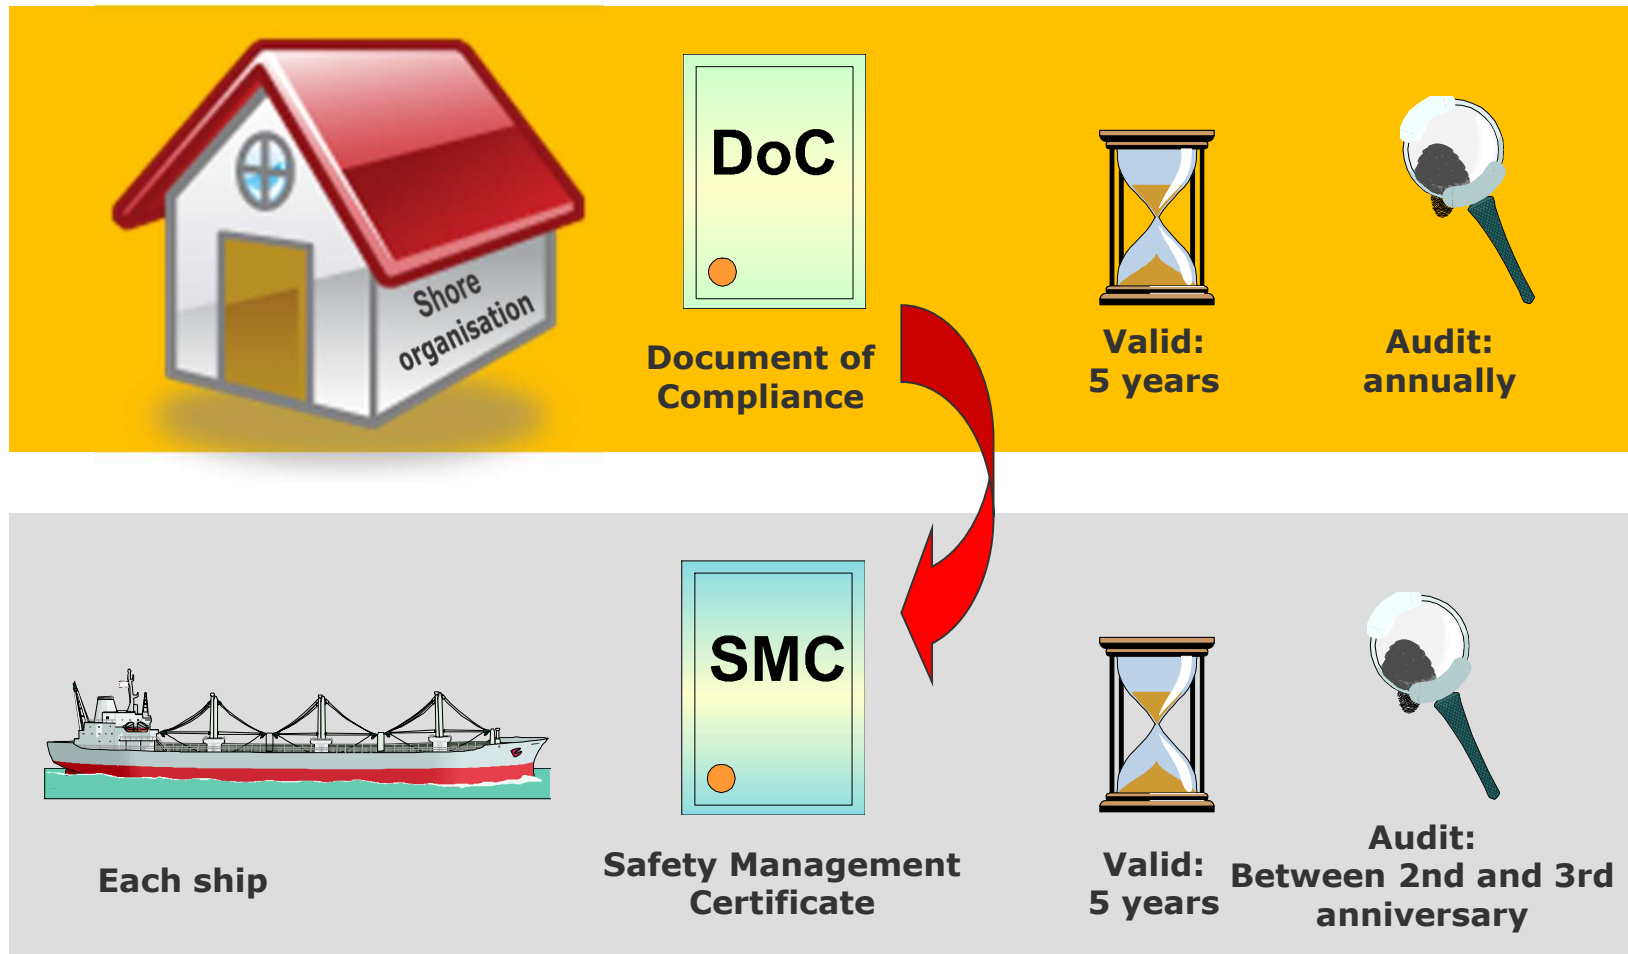 Shore
organisation
DoC
Document of
Compliance
Valid:
5 years
Audit:
annually
Each ship
SMC
Safety Management
Certificate
Valid:
5 years
Audit:
Between 2nd and 3rd
anniversary